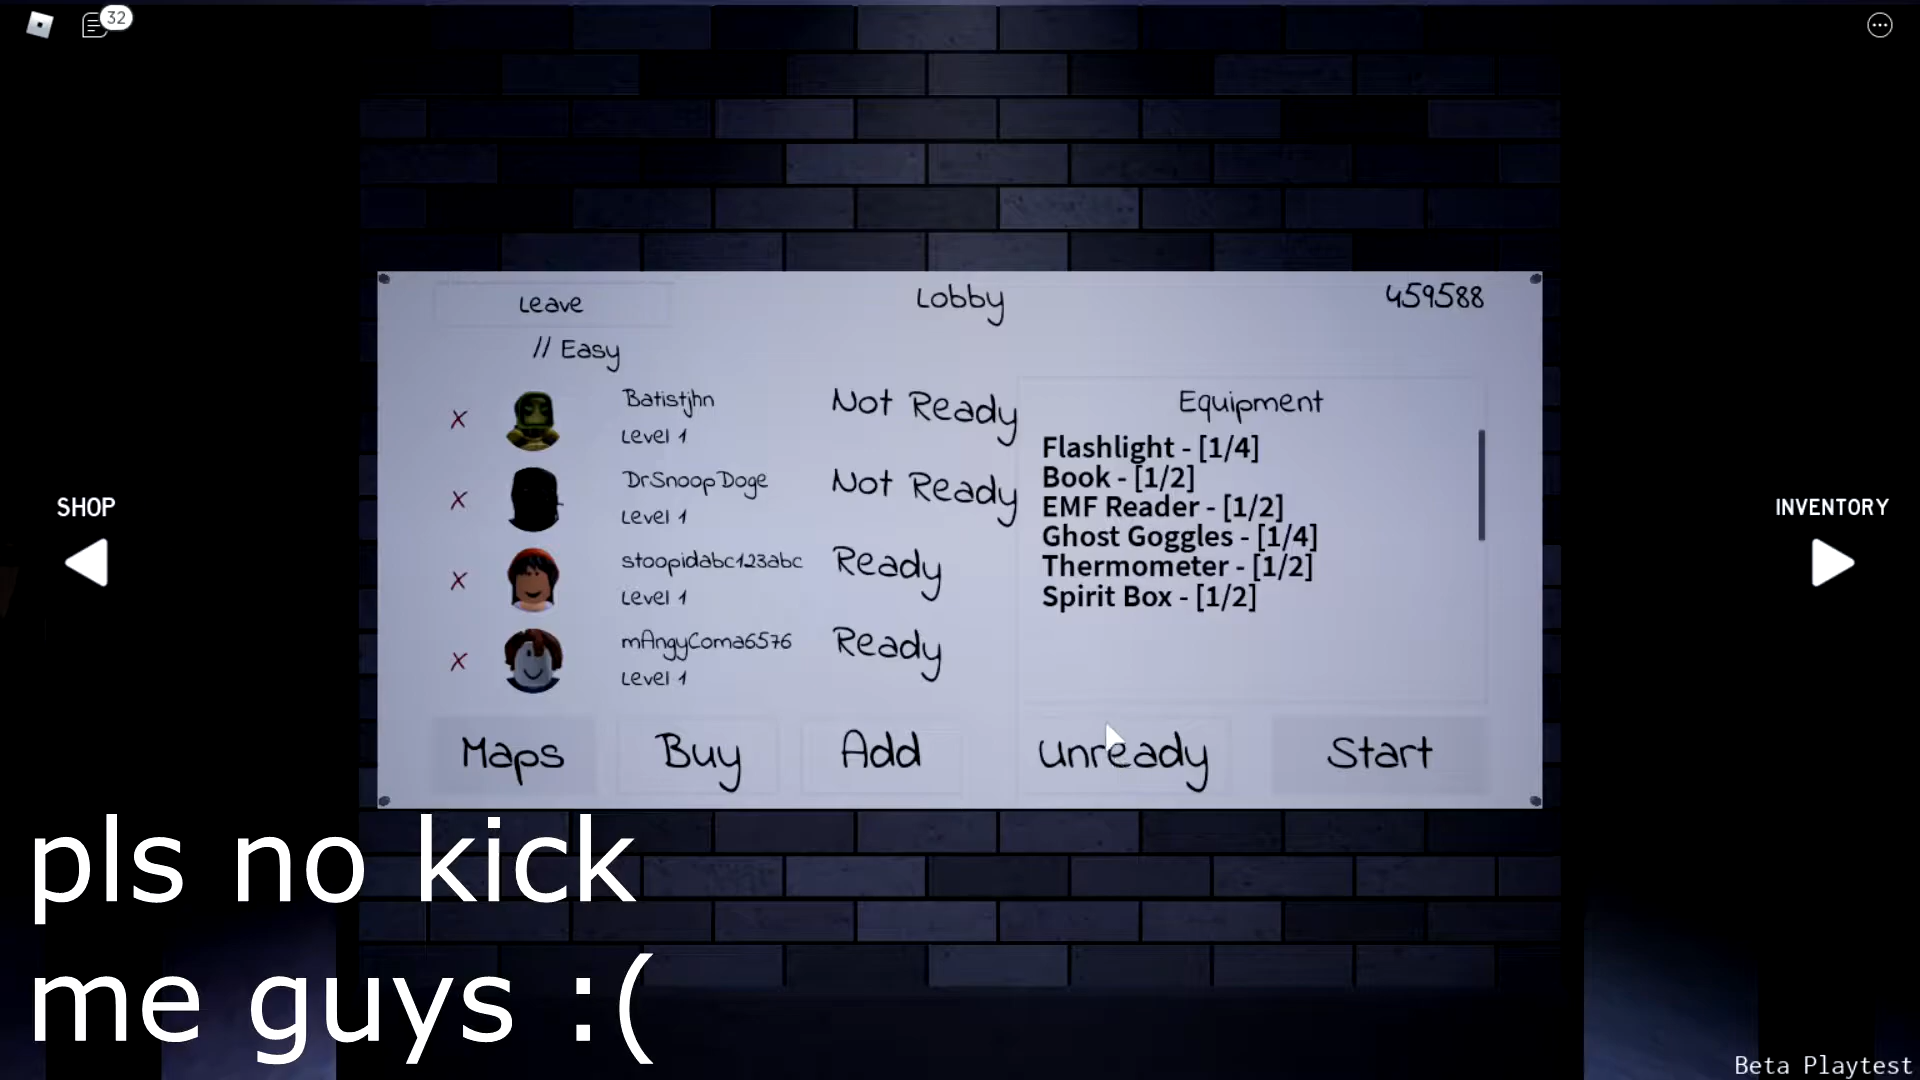 32
Leave
Lobby
459588
// Easy
Batistjhn
Level 1
Not Ready
DrSnoopDoge
Level 1
Not Ready
stoopidabc123abc
Level 1
Ready
mAngyComa6576
Level 1
Ready
Equipment
Flashlight - [1/4]
Book - [1/2]
EMF Reader - [1/2]
Ghost Goggles - [1/4]
Thermometer - [1/2]
Spirit Box - [1/2]
SHOP
INVENTORY
Maps
Buy
Add
Unready
Start
pls no kick
me guys :(
Beta Playtest